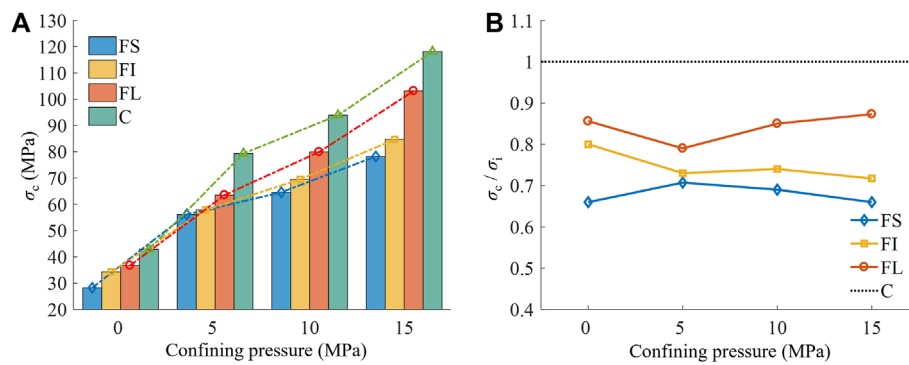 A
σc (MPa)
130
120
110
100
90
80
70
60
50
40
30
20
FS
FI
FL
C
0 5 10 15
Confining pressure (MPa)
B
σc / σi
1
0.9
0.8
0.7
0.6
0.5
0.4
FS
FI
FL
C
0 5 10 15
Confining pressure (MPa)